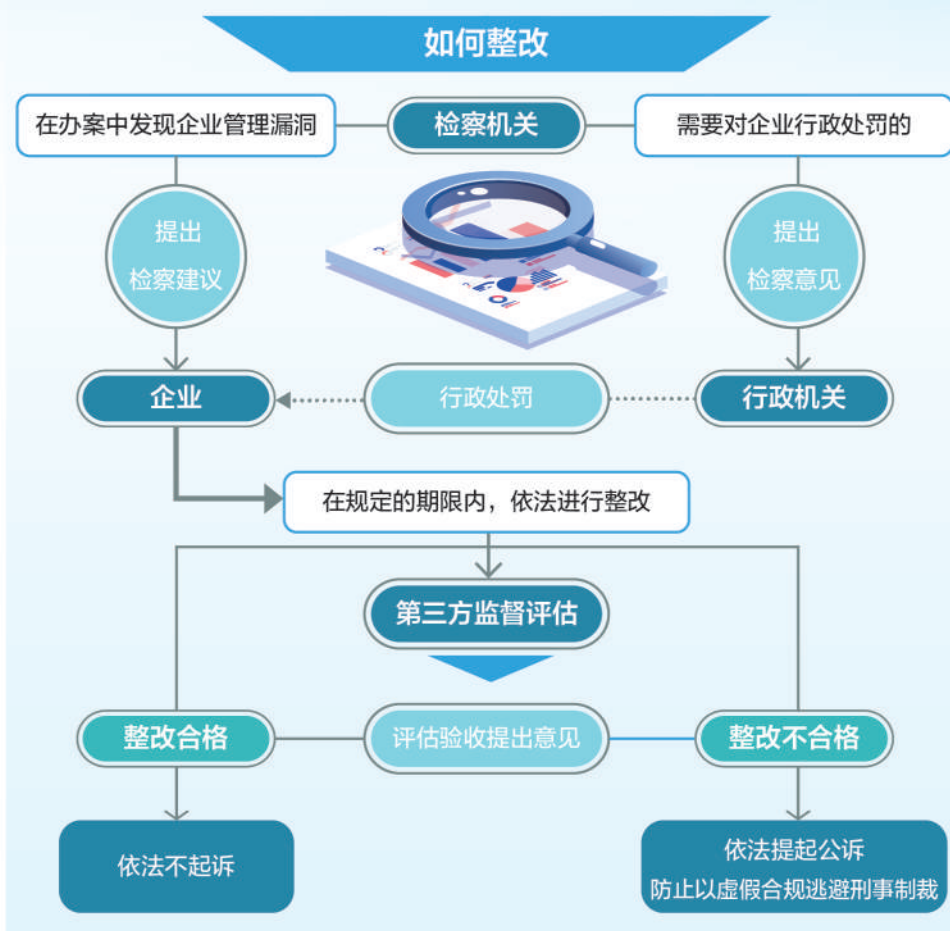 如何整改
在办案中发现企业管理漏洞
检察机关
需要对企业行政处罚的
提出
检察建议
提出
检察意见
企业
行政处罚
行政机关
在规定的期限内，依法进行整改
第三方监督评估
整改合格
评估验收提出意见
整改不合格
依法不起诉
依法提起公诉
防止以虚假合规逃避刑事制裁